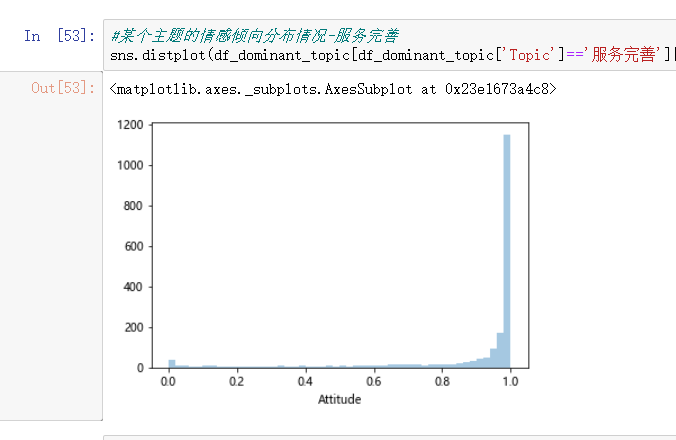 In [53]:
#某个主题的情感倾向分布情况-服务完善
sns.distplot(df_dominant_topic[df_dominant_topic['Topic']=='服务完善'][
Out[53]:
<matplotlib.axes._subplots.AxesSubplot at 0x23e1673a4c8>
1200
1000
800
600
400
200
0
0.0 0.2 0.4 0.6 0.8 1.0
Attitude